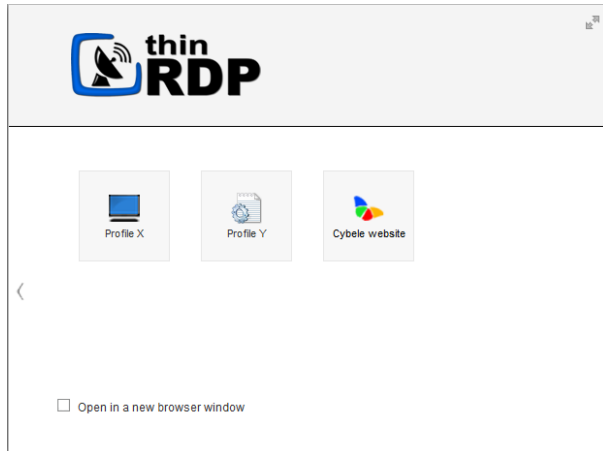 thin
RDP
Profile X
Profile Y
Cybele website
Open in a new browser window